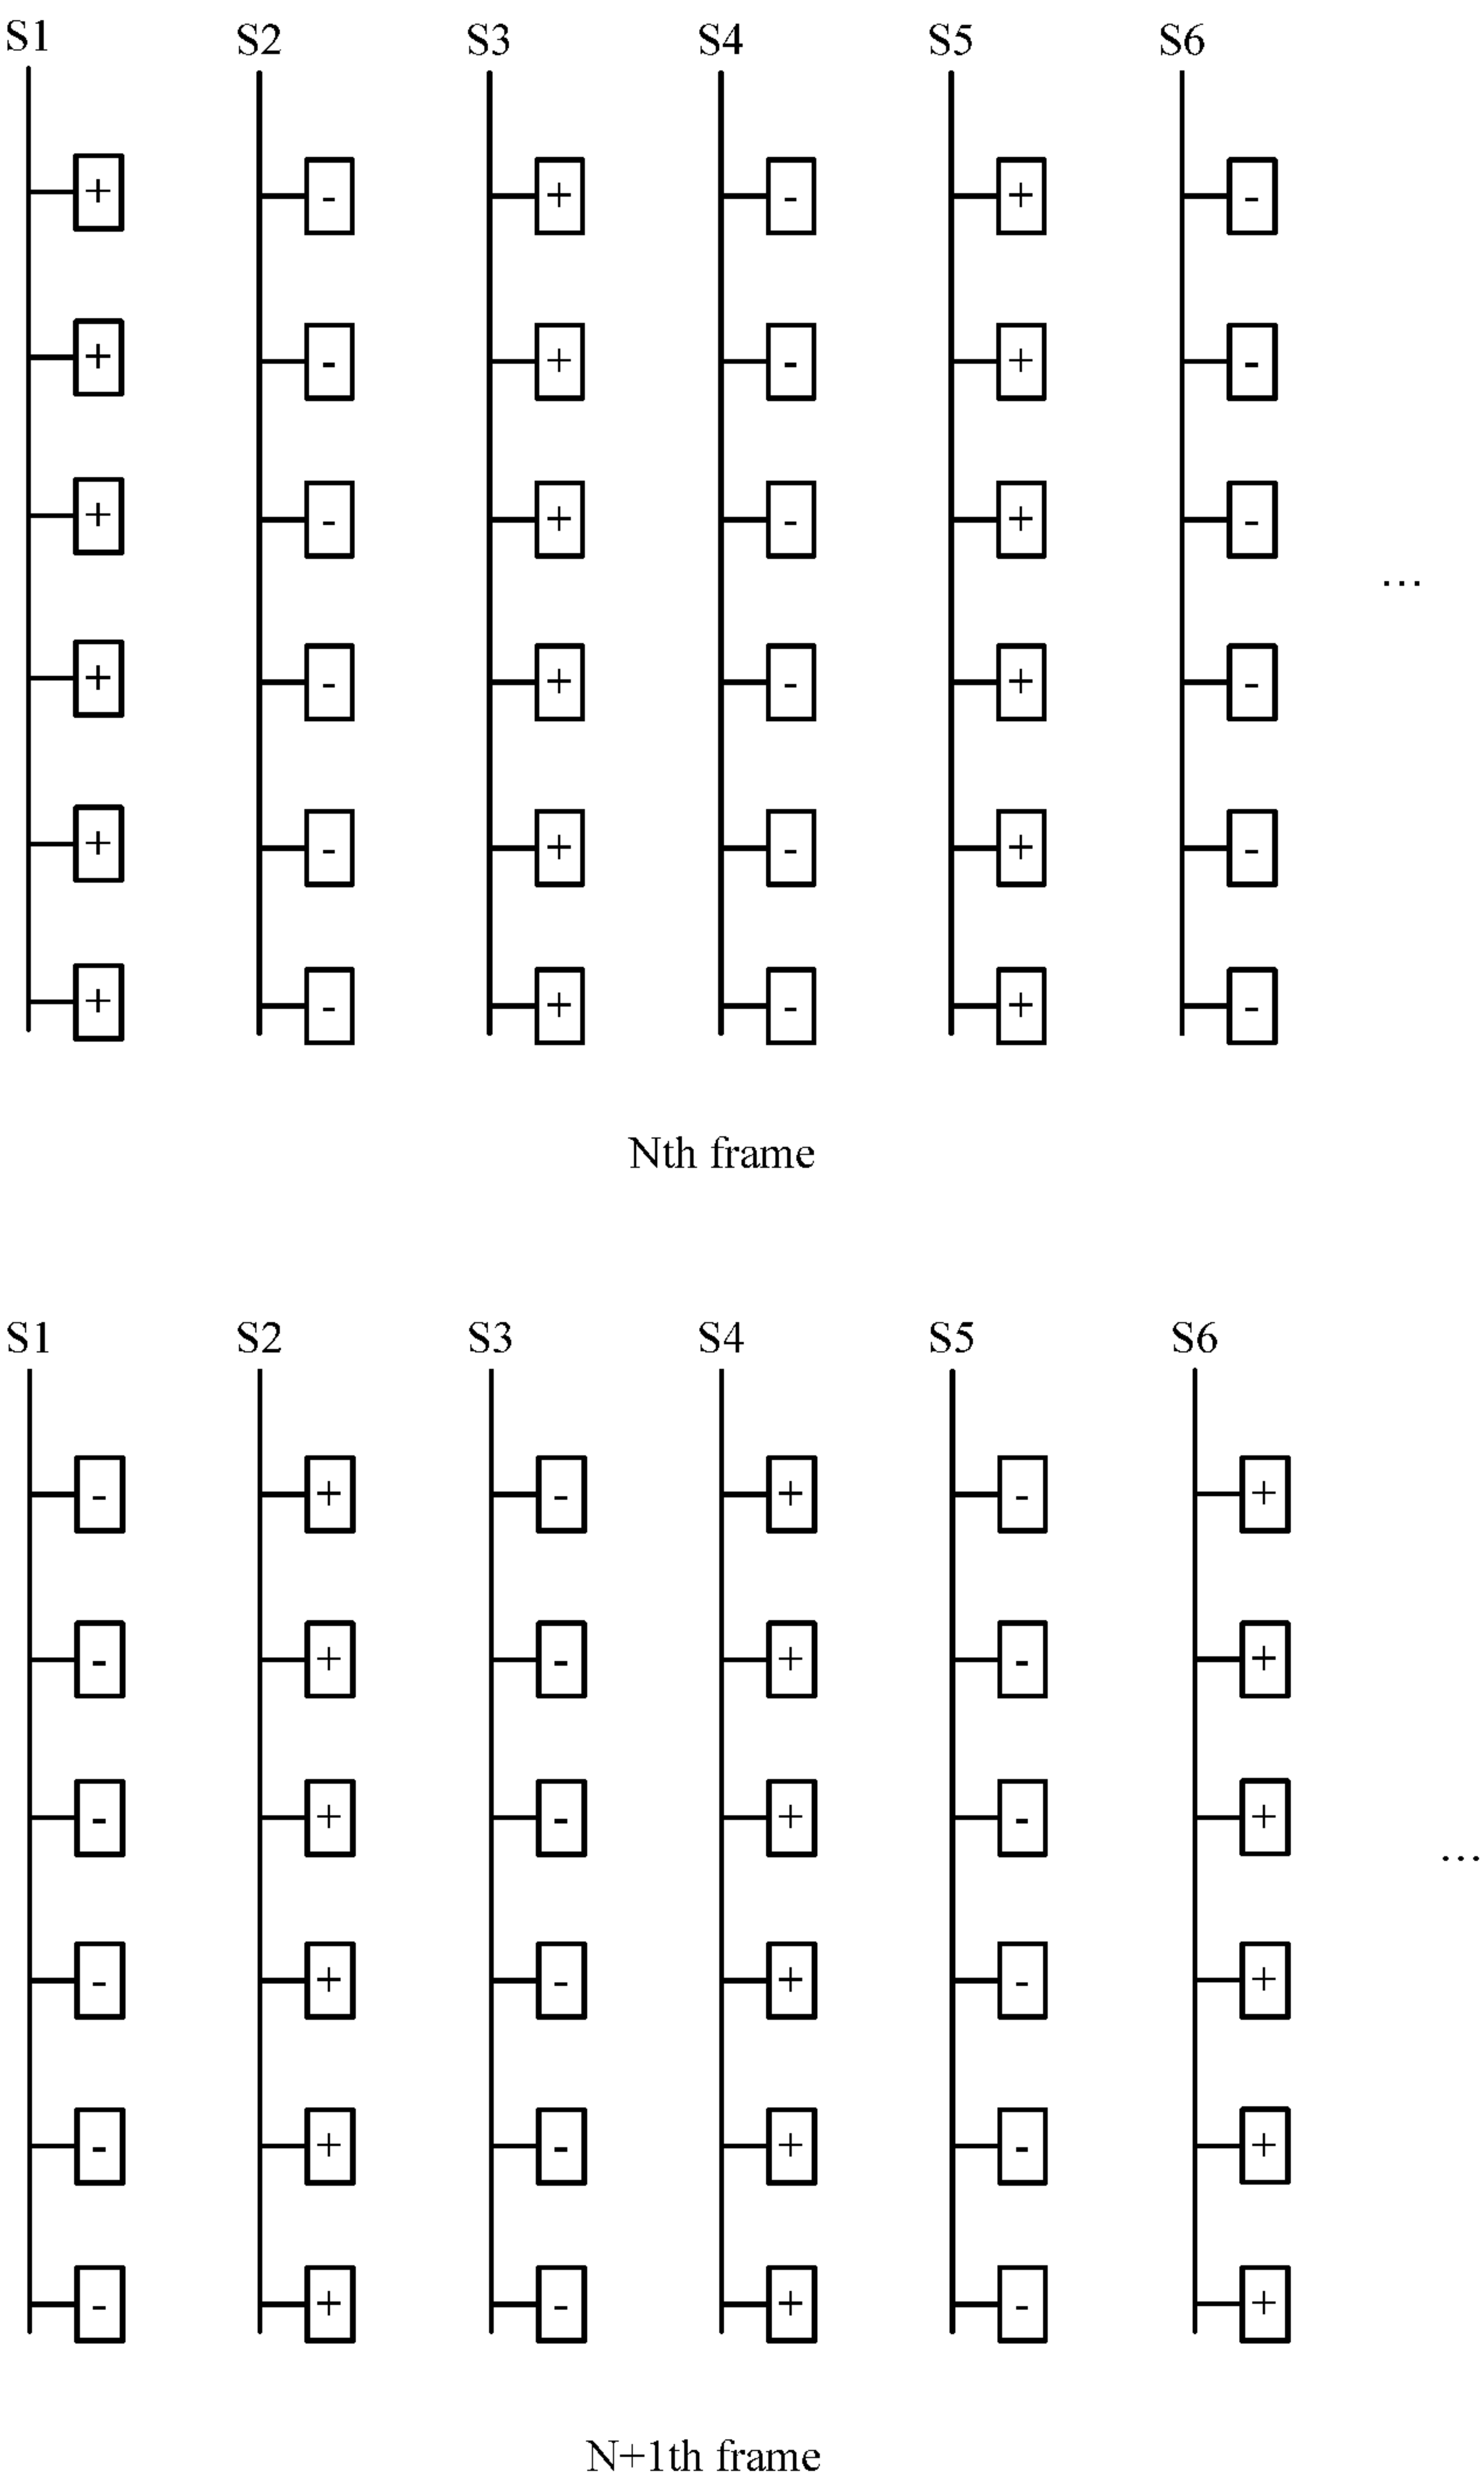 S1 S2 S3 S4 S5 S6
+ - + - + -
+ - + - + -
+ - + - + -
...
+ - + - + -
+ - + - + -
+ - + - + -
Nth frame
S1 S2 S3 S4 S5 S6
- + - + - +
- + - + - +
- + - + - +
...
- + - + - +
- + - + - +
- + - + - +
N+1th frame